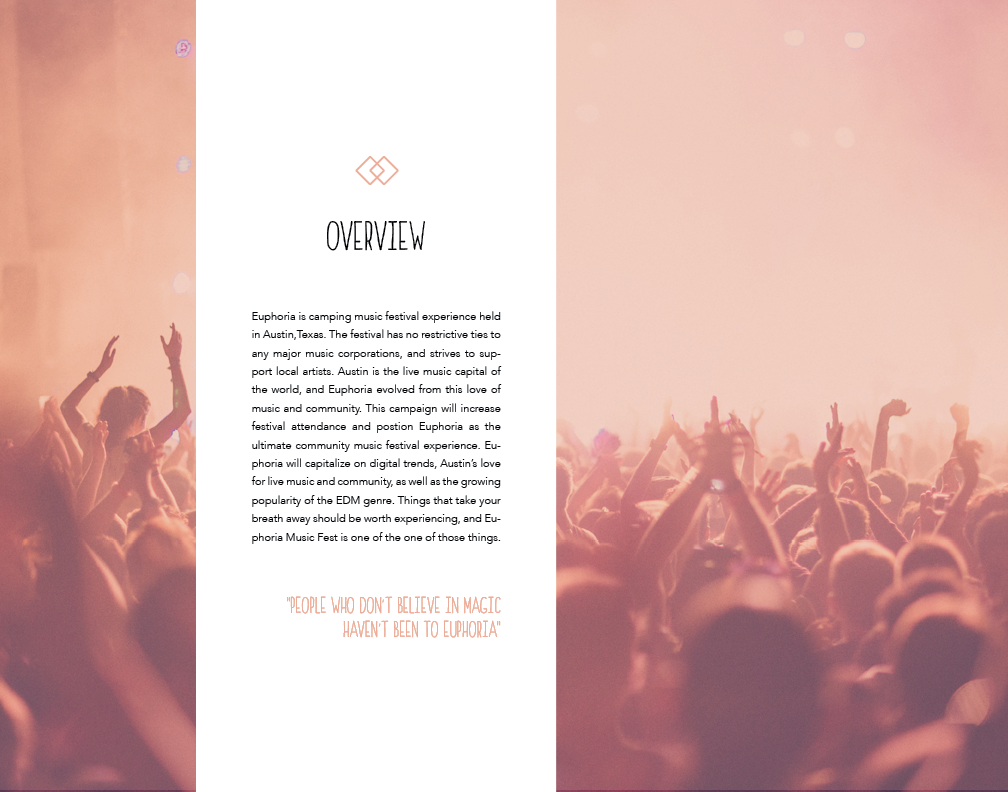 OVERVIEW
Euphoria is camping music festival experience held
in Austin,Texas. The festival has no restrictive ties to
any major music corporations, and strives to sup-
port local artists. Austin is the live music capital of
the world, and Euphoria evolved from this love of
music and community. This campaign will increase
festival attendance and postion Euphoria as the
ultimate community music festival experience. Eu-
phoria will capitalize on digital trends, Austin's love
for live music and community, as well as the growing
popularity of the EDM genre. Things that take your
breath away should be worth experiencing, and Eu-
phoria Music Fest is one of the one of those things.
"PEOPLE WHO DON'T BELIEVE IN MAGIC
HAVEN'T BEEN TO EUPHORIA"